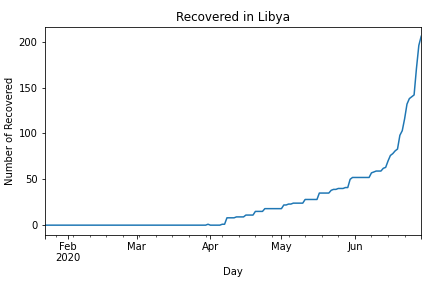 Recovered in Libya
200
150
100
50
0
Number of Recovered
Feb
2020
Mar
Apr
May
Jun
Day